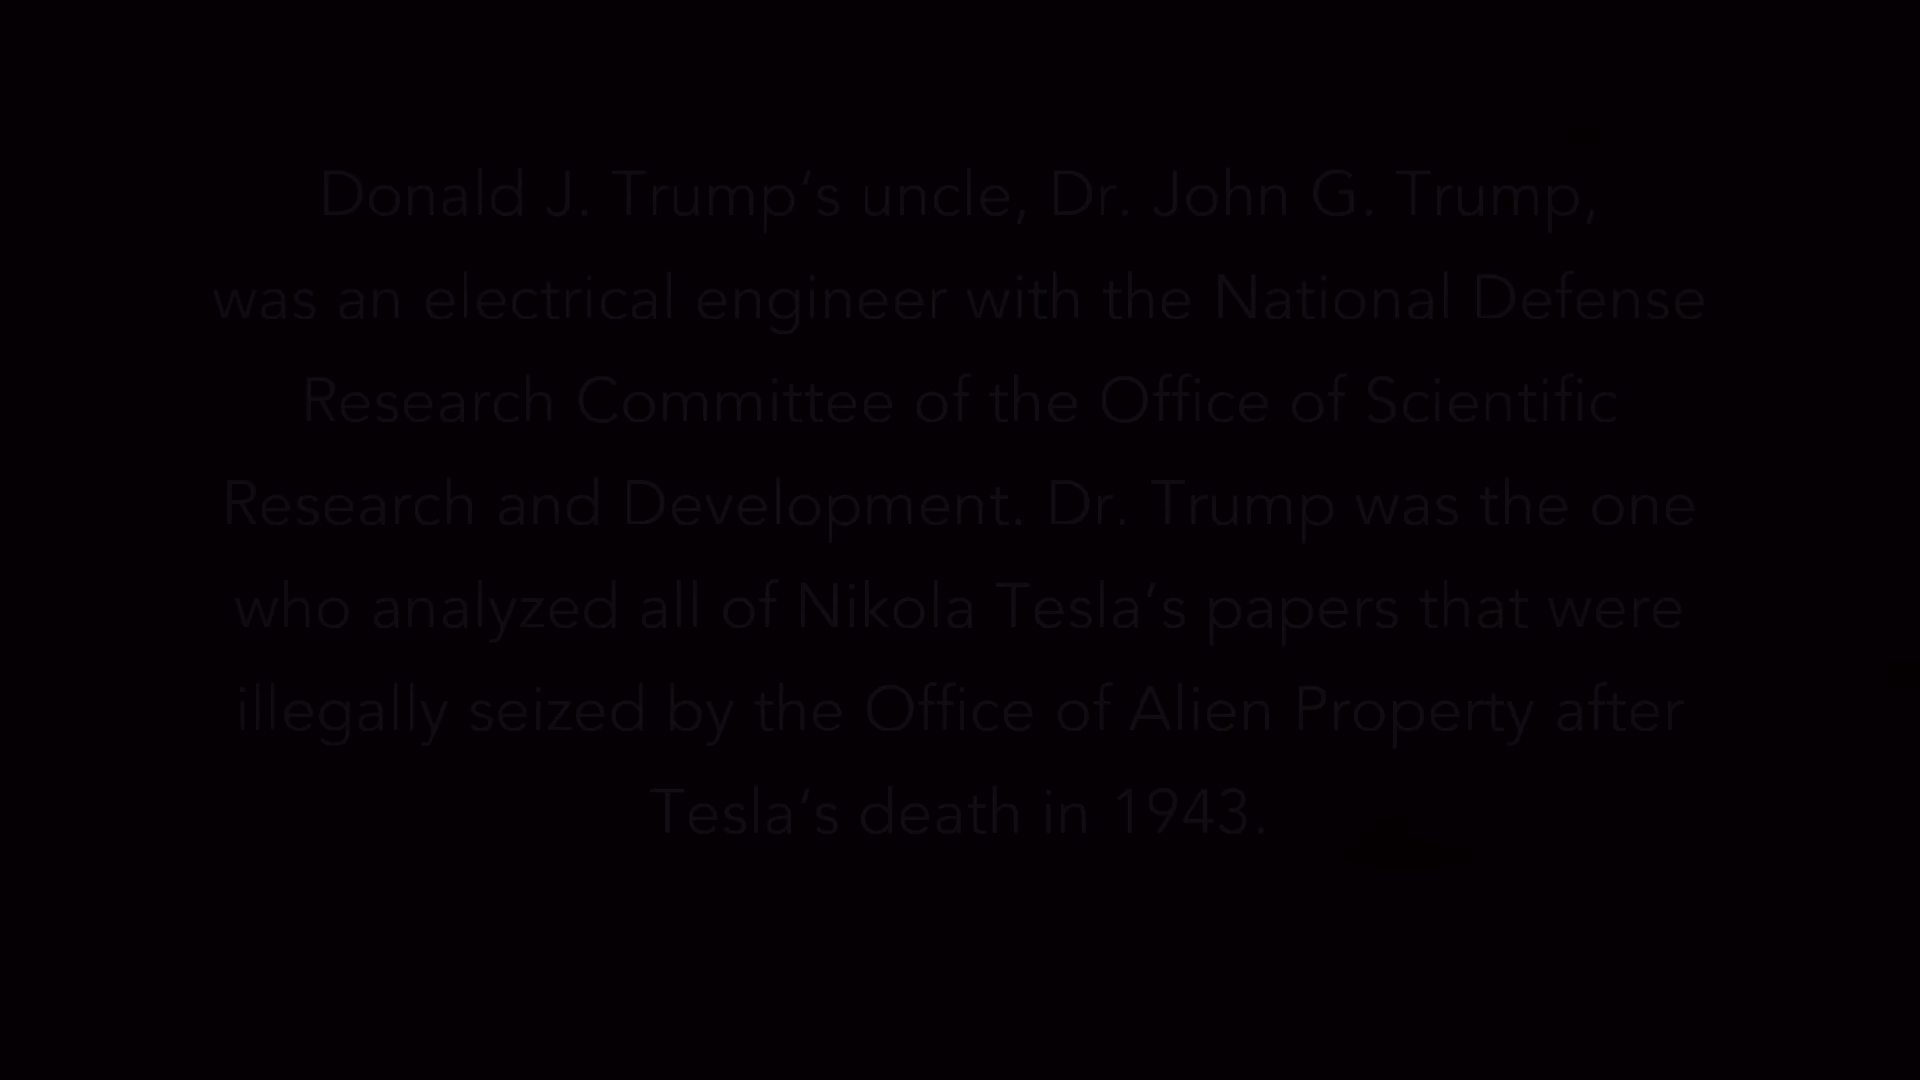 Donald J. Trump‘s uncle, Dr. John G. Trump,
was an electrical engineer with the National Defense
Research Committee of the Office of Scientific
Research and Development. Dr. Trump was the one
who analyzed all of Nikola Tesla’s papers that were
illegally seized by the Office of Alien Property after
Tesla‘s death in 1943.